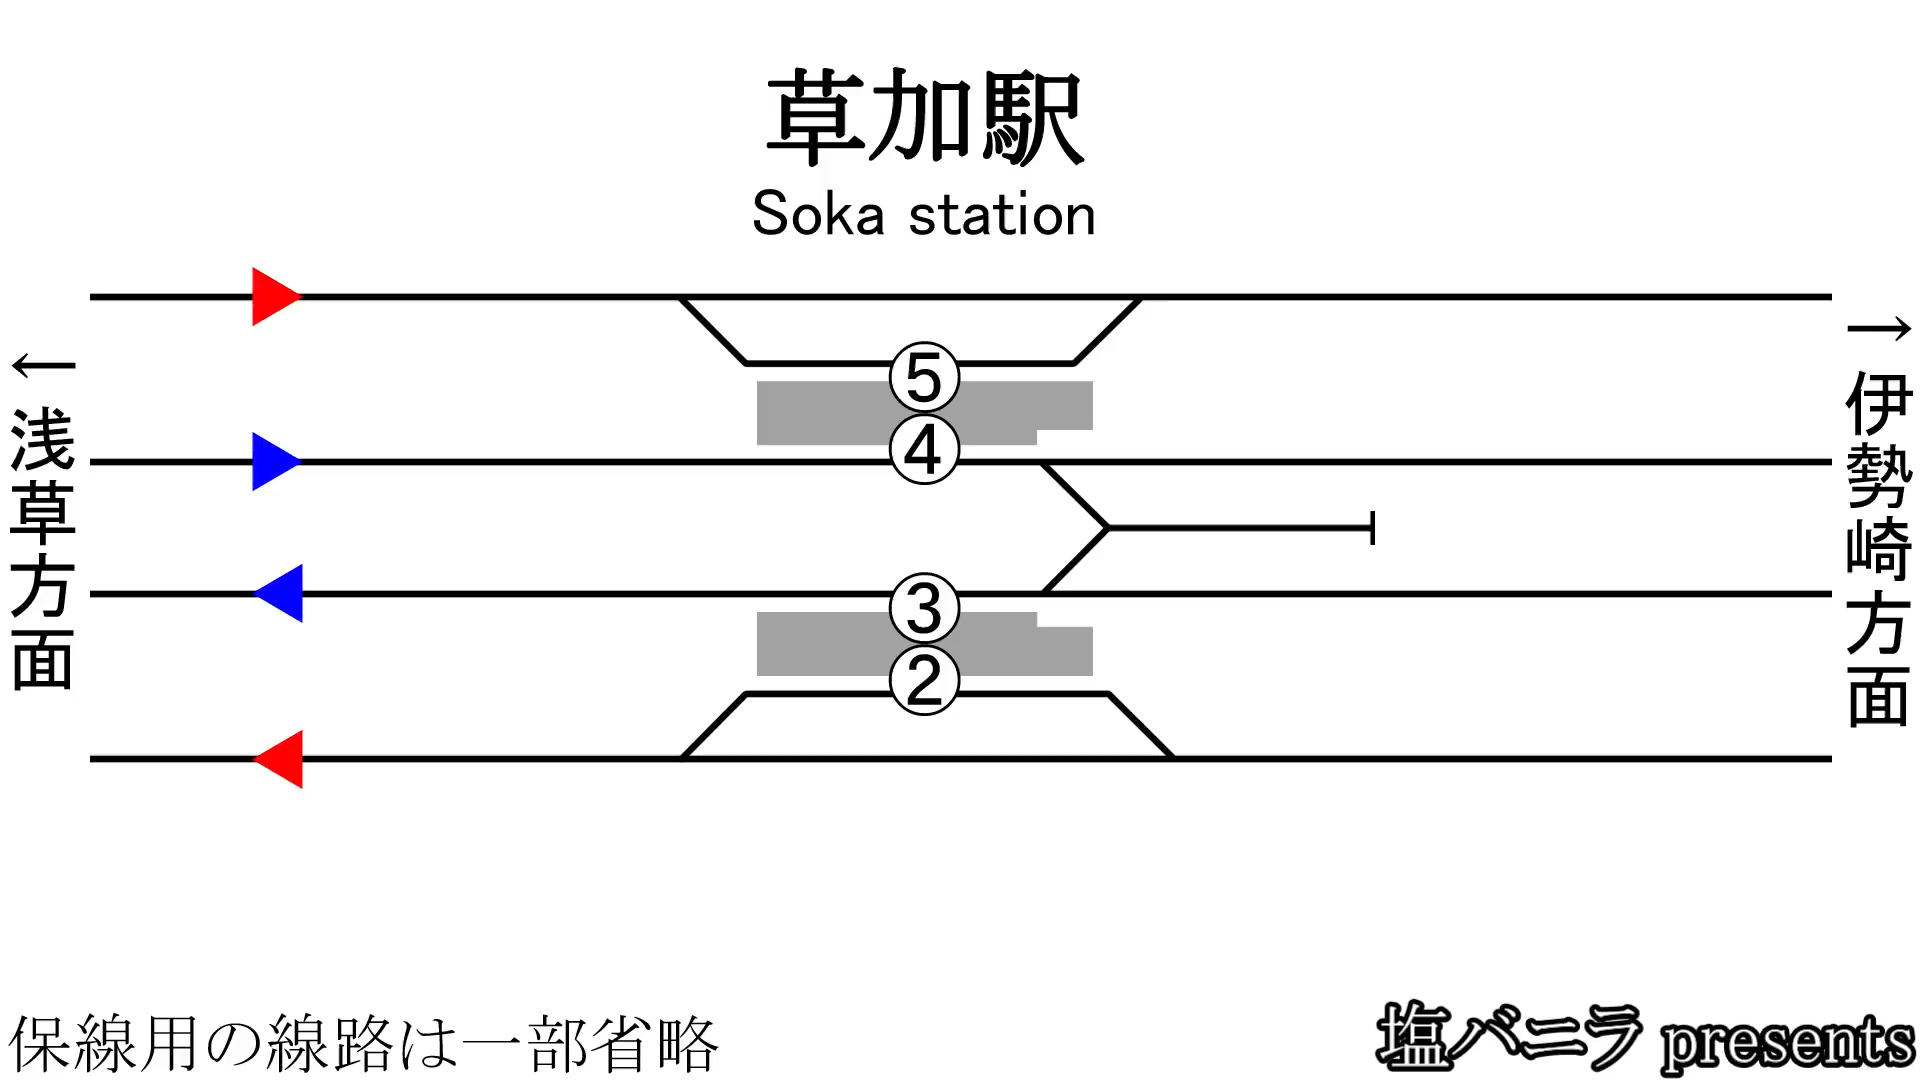 草加駅
Soka station
←浅草方面
→伊勢崎方面
⑤
④
③
②
保線用の線路は一部省略
塩バニラ presents